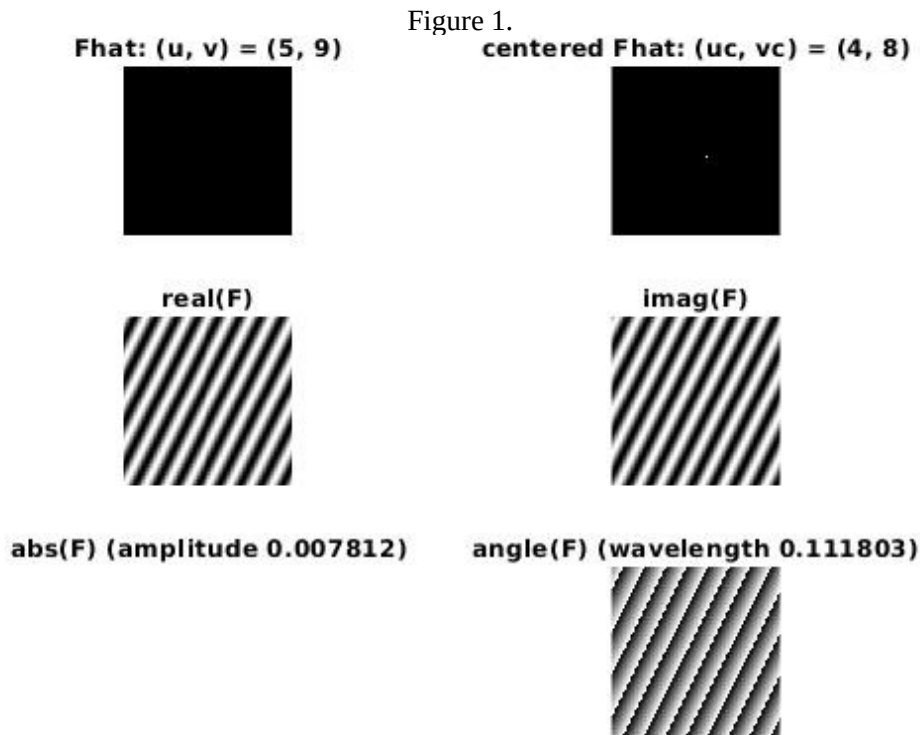 Figure 1.
Fhat: (u, v) = (5, 9)
centered Fhat: (uc, vc) = (4, 8)
real(F)
imag(F)
abs(F) (amplitude 0.007812)
angle(F) (wavelength 0.111803)